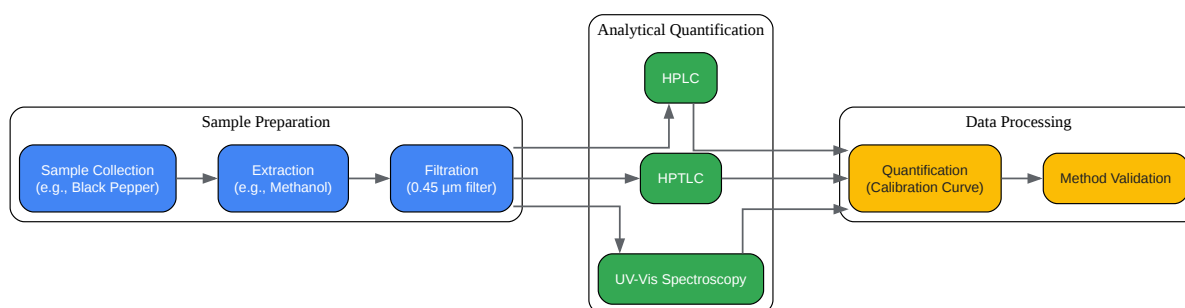 Sample Preparation
Sample Collection
(e.g., Black Pepper)
Extraction
(e.g., Methanol)
Filtration
(0.45 µm filter)
Analytical Quantification
HPLC
HPTLC
UV-Vis Spectroscopy
Data Processing
Quantification
(Calibration Curve)
Method Validation